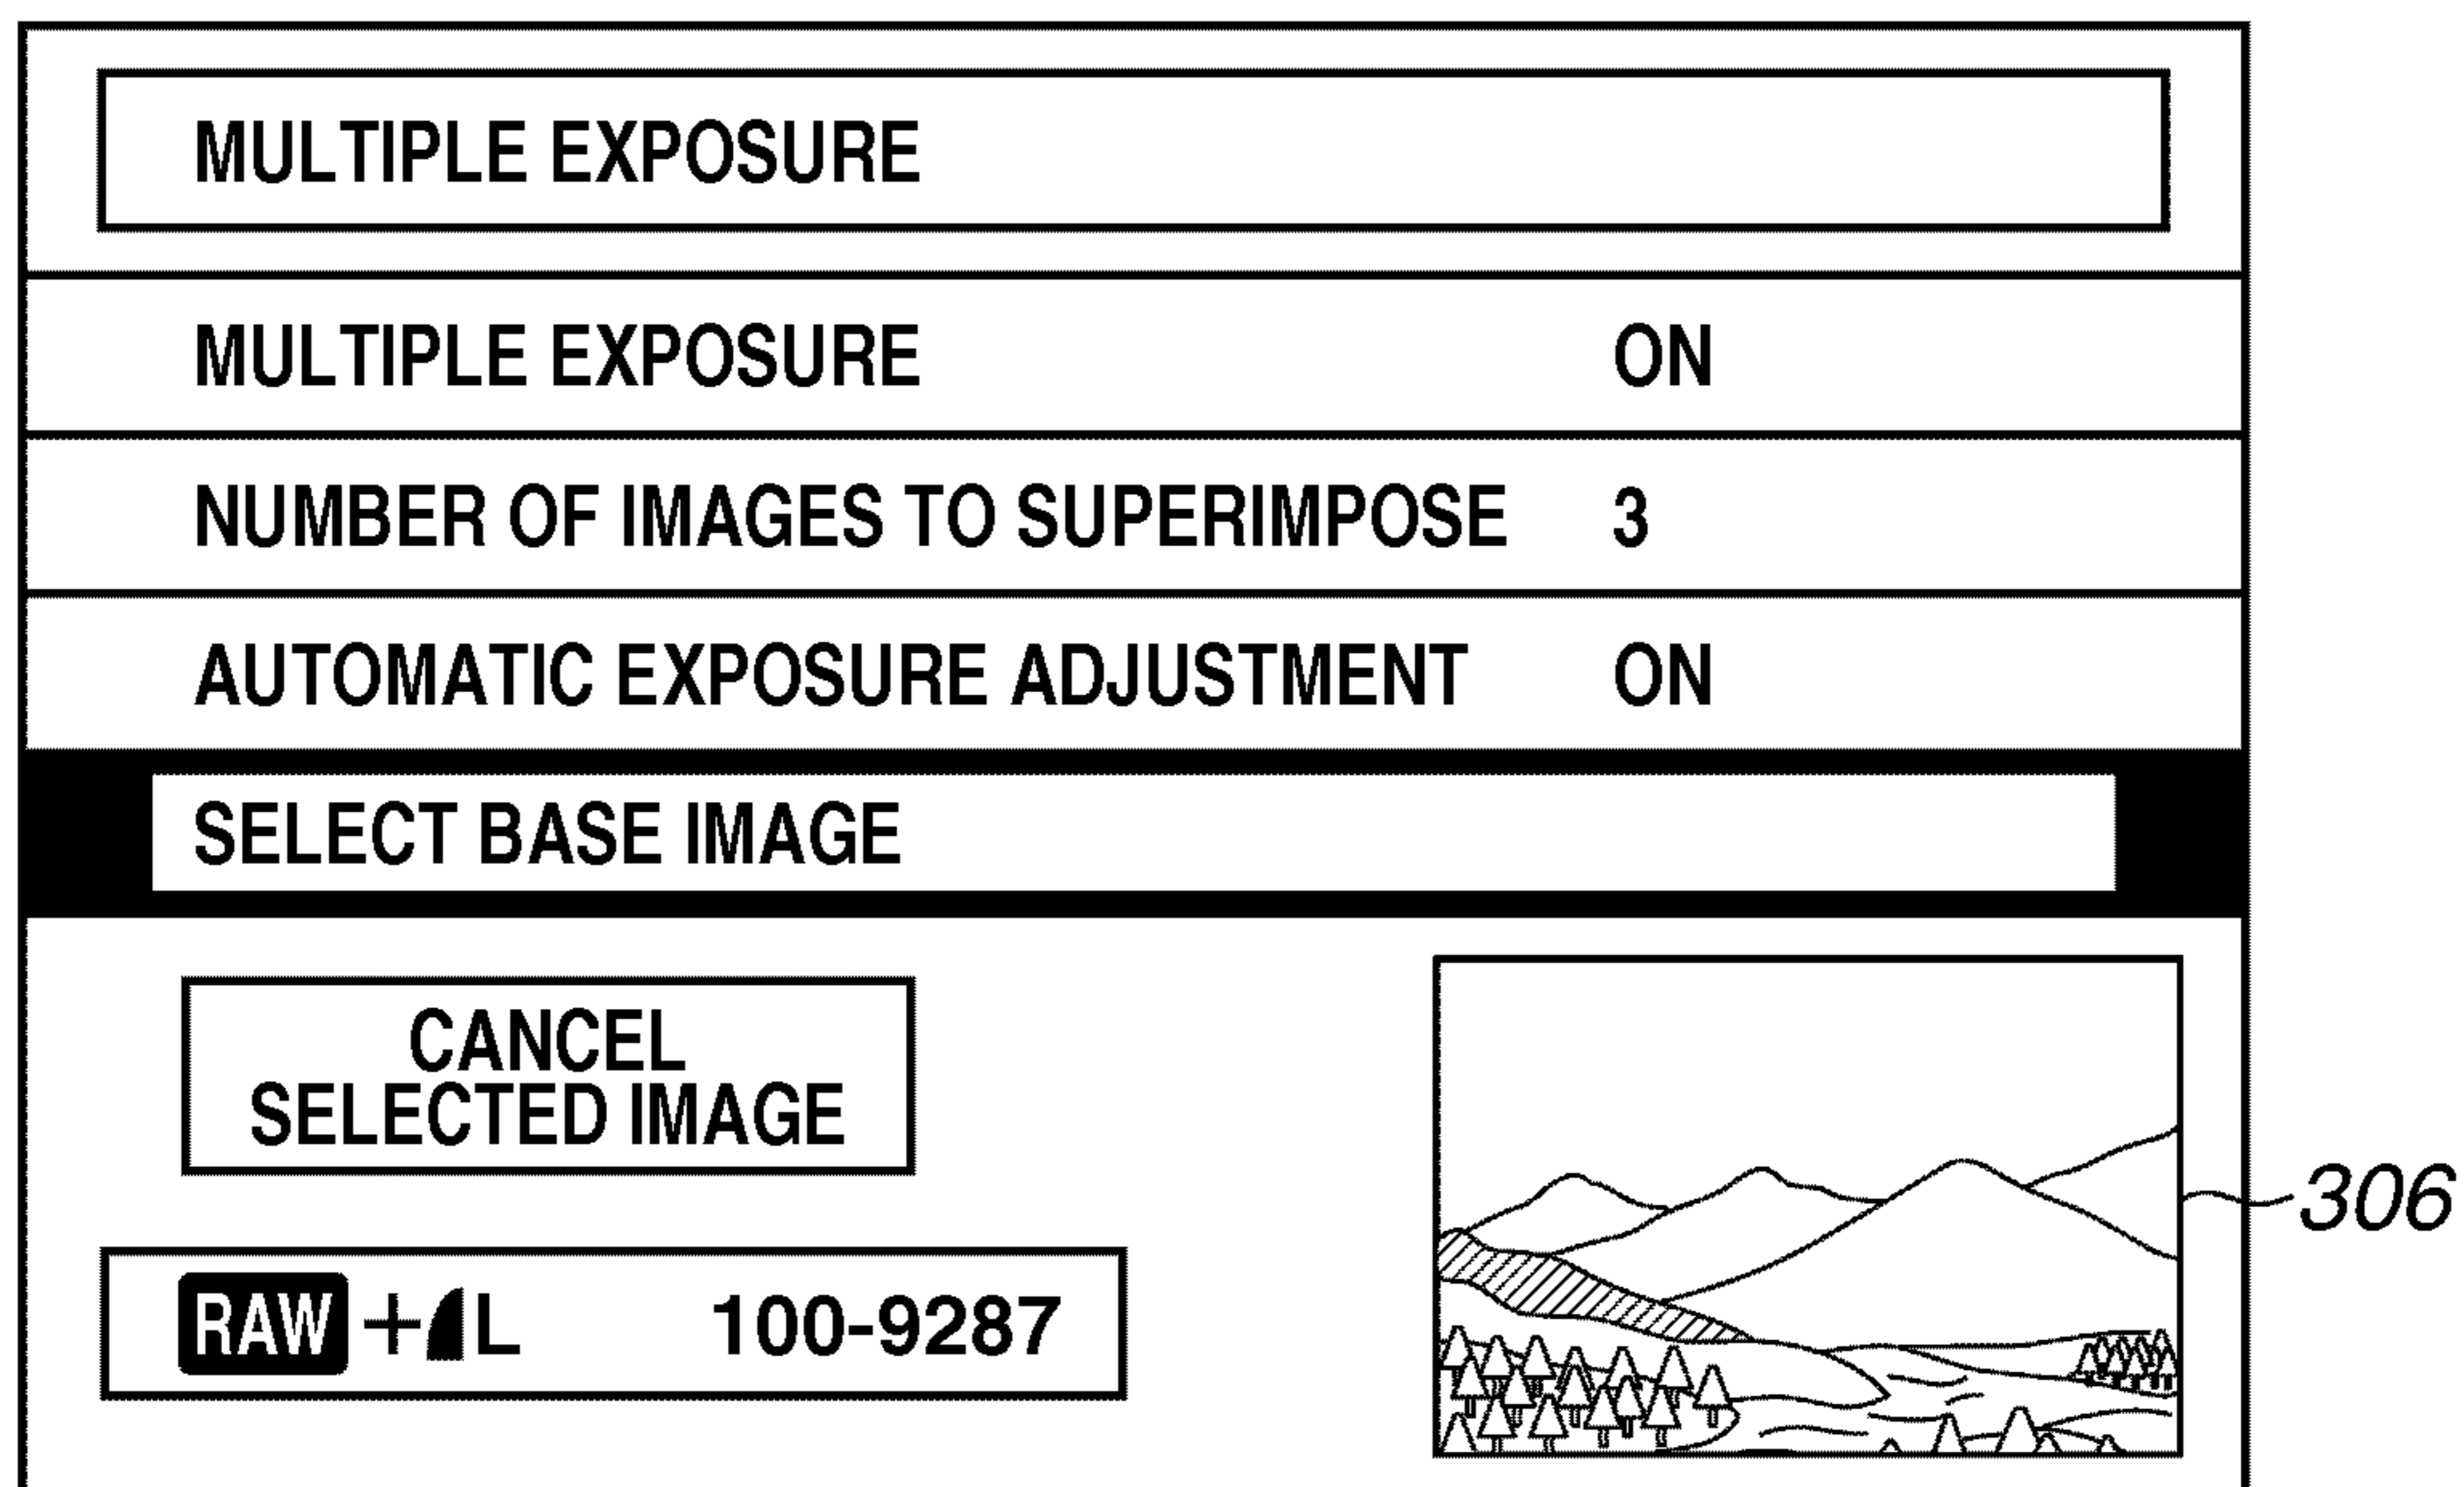 MULTIPLE EXPOSURE
MULTIPLE EXPOSURE ON
NUMBER OF IMAGES TO SUPERIMPOSE 3
AUTOMATIC EXPOSURE ADJUSTMENT ON
SELECT BASE IMAGE
CANCEL
SELECTED IMAGE
306
RAW+L 100-9287